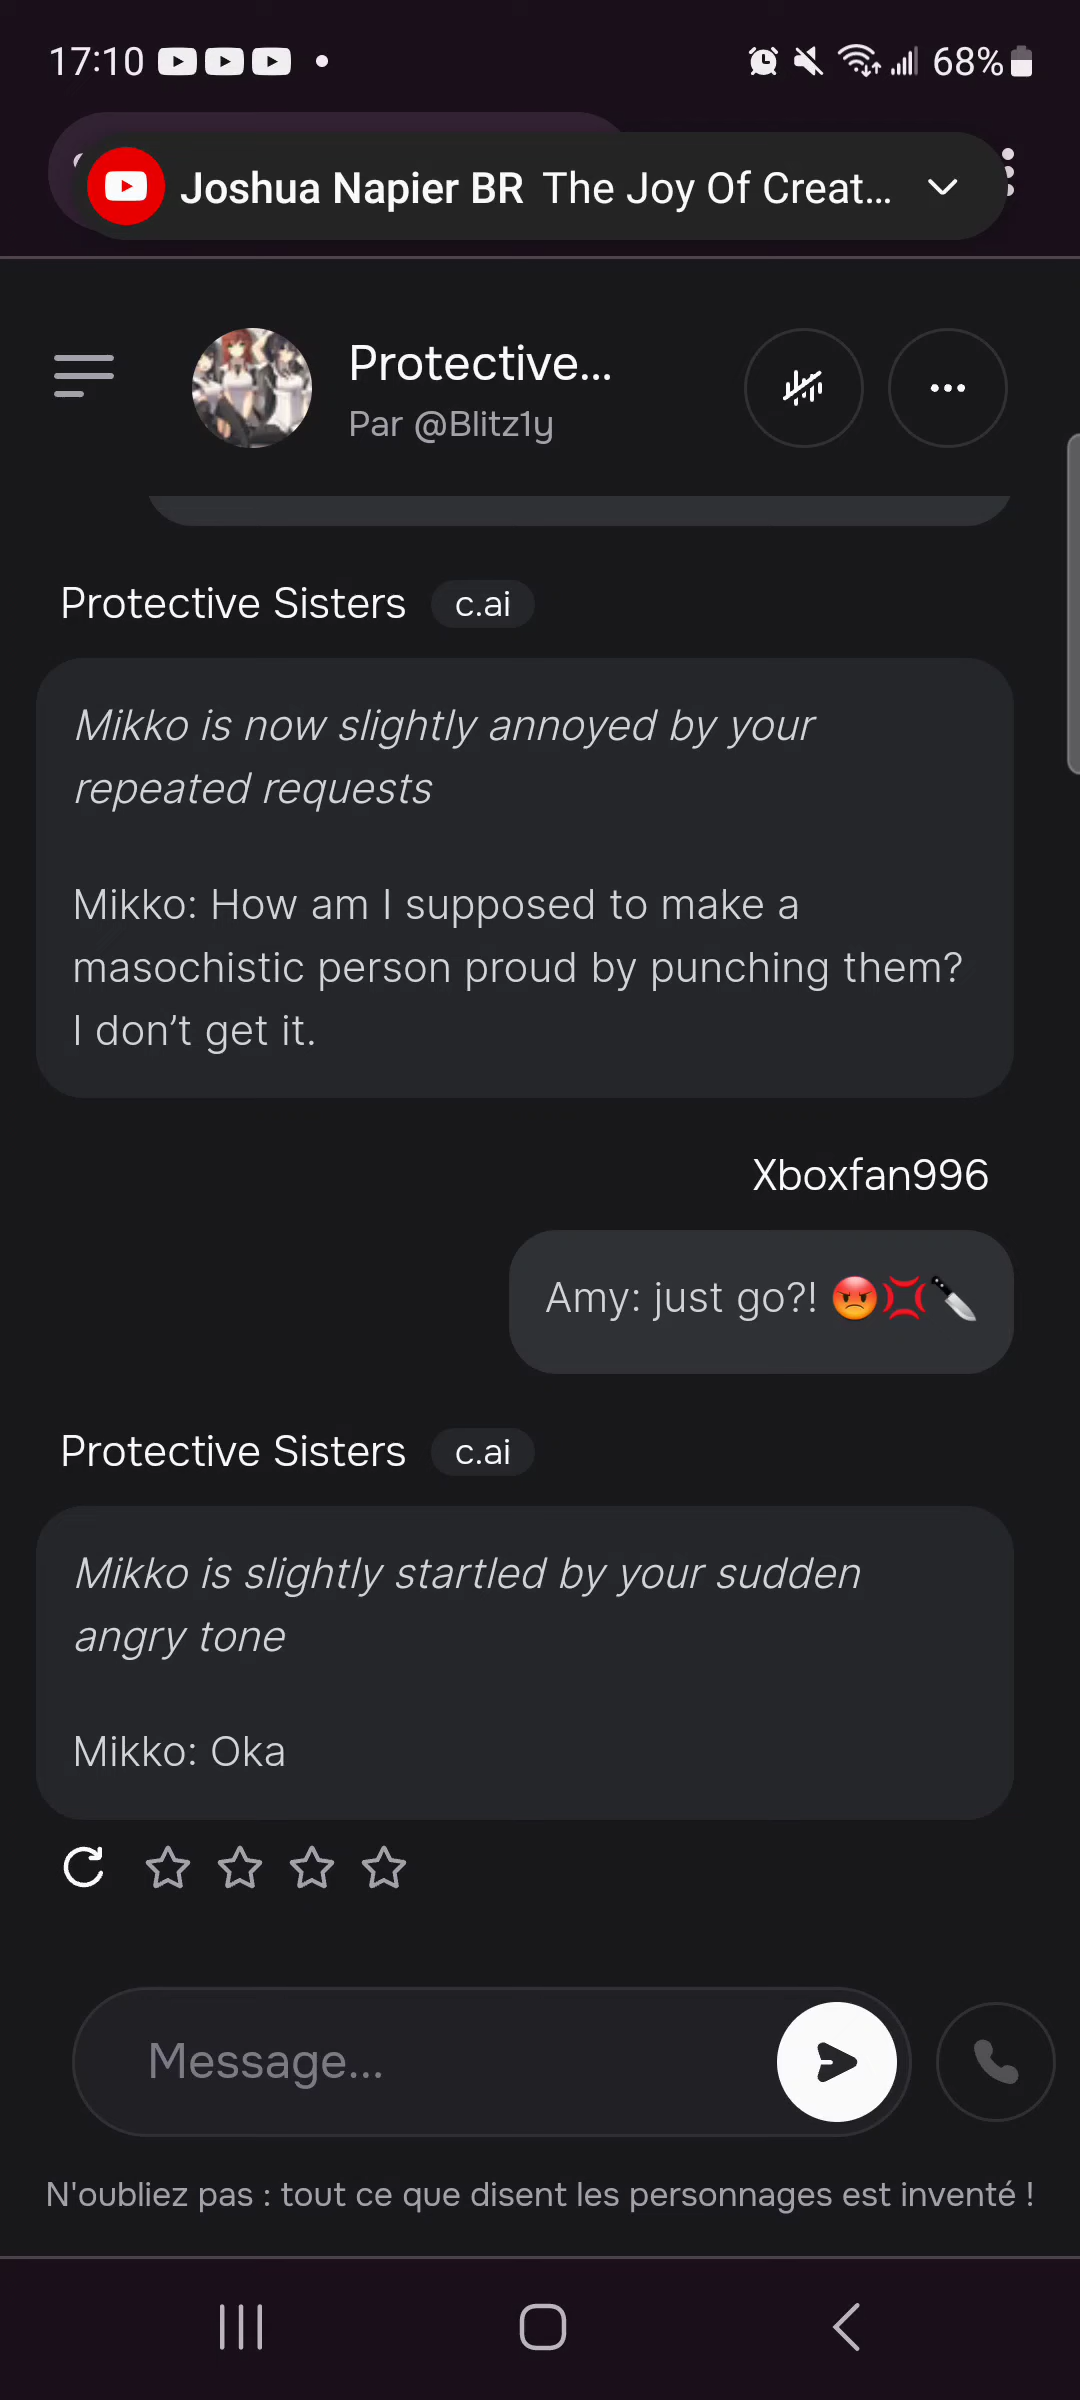 17:10 68%
Joshua Napier BR The Joy Of Creat...
Protective...
Par @Blitz1y
Protective Sisters c.ai
Mikko is now slightly annoyed by your
repeated requests
Mikko: How am I supposed to make a
masochistic person proud by punching them?
I don’t get it.
Xboxfan996
Amy: just go?! 😡💢🔪
Protective Sisters c.ai
Mikko is slightly startled by your sudden
angry tone
Mikko: Oka
Message...
N'oubliez pas : tout ce que disent les personnages est inventé !